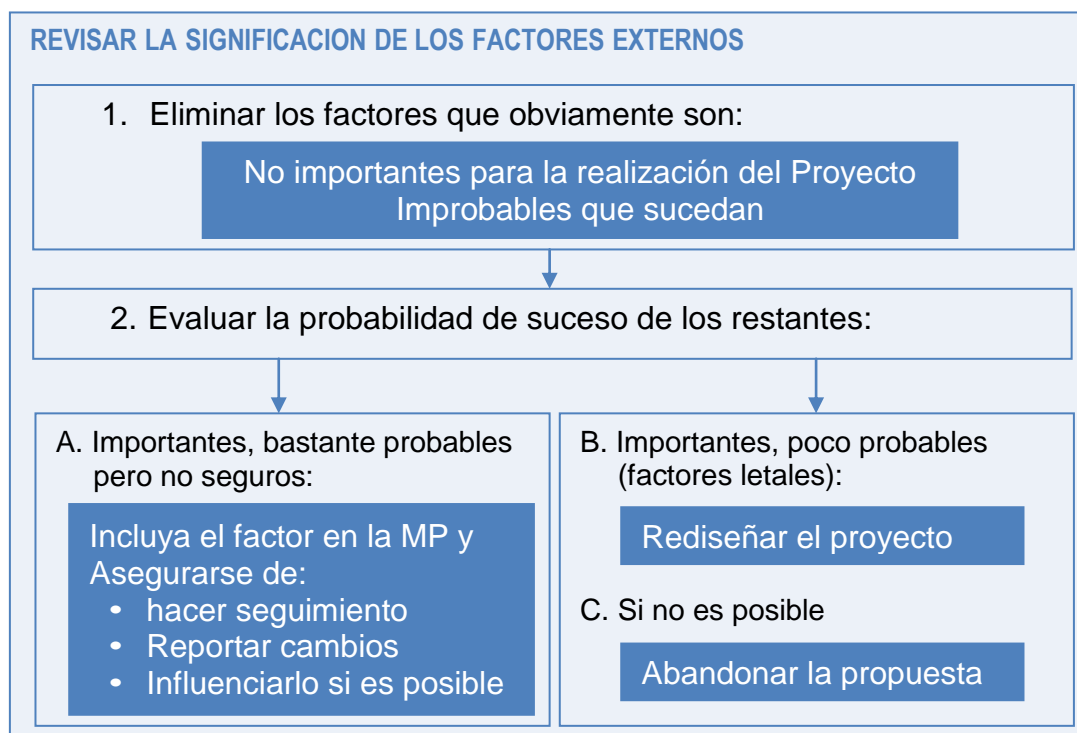 REVISAR LA SIGNIFICACION DE LOS FACTORES EXTERNOS
1. Eliminar los factores que obviamente son:
No importantes para la realización del Proyecto
Improbables que sucedan
2. Evaluar la probabilidad de suceso de los restantes:
A. Importantes, bastante probables
pero no seguros:
Incluya el factor en la MP y
Asegurarse de:
• hacer seguimiento
• Reportar cambios
• Influenciarlo si es posible
B. Importantes, poco probables
(factores letales):
Rediseñar el proyecto
C. Si no es posible
Abandonar la propuesta